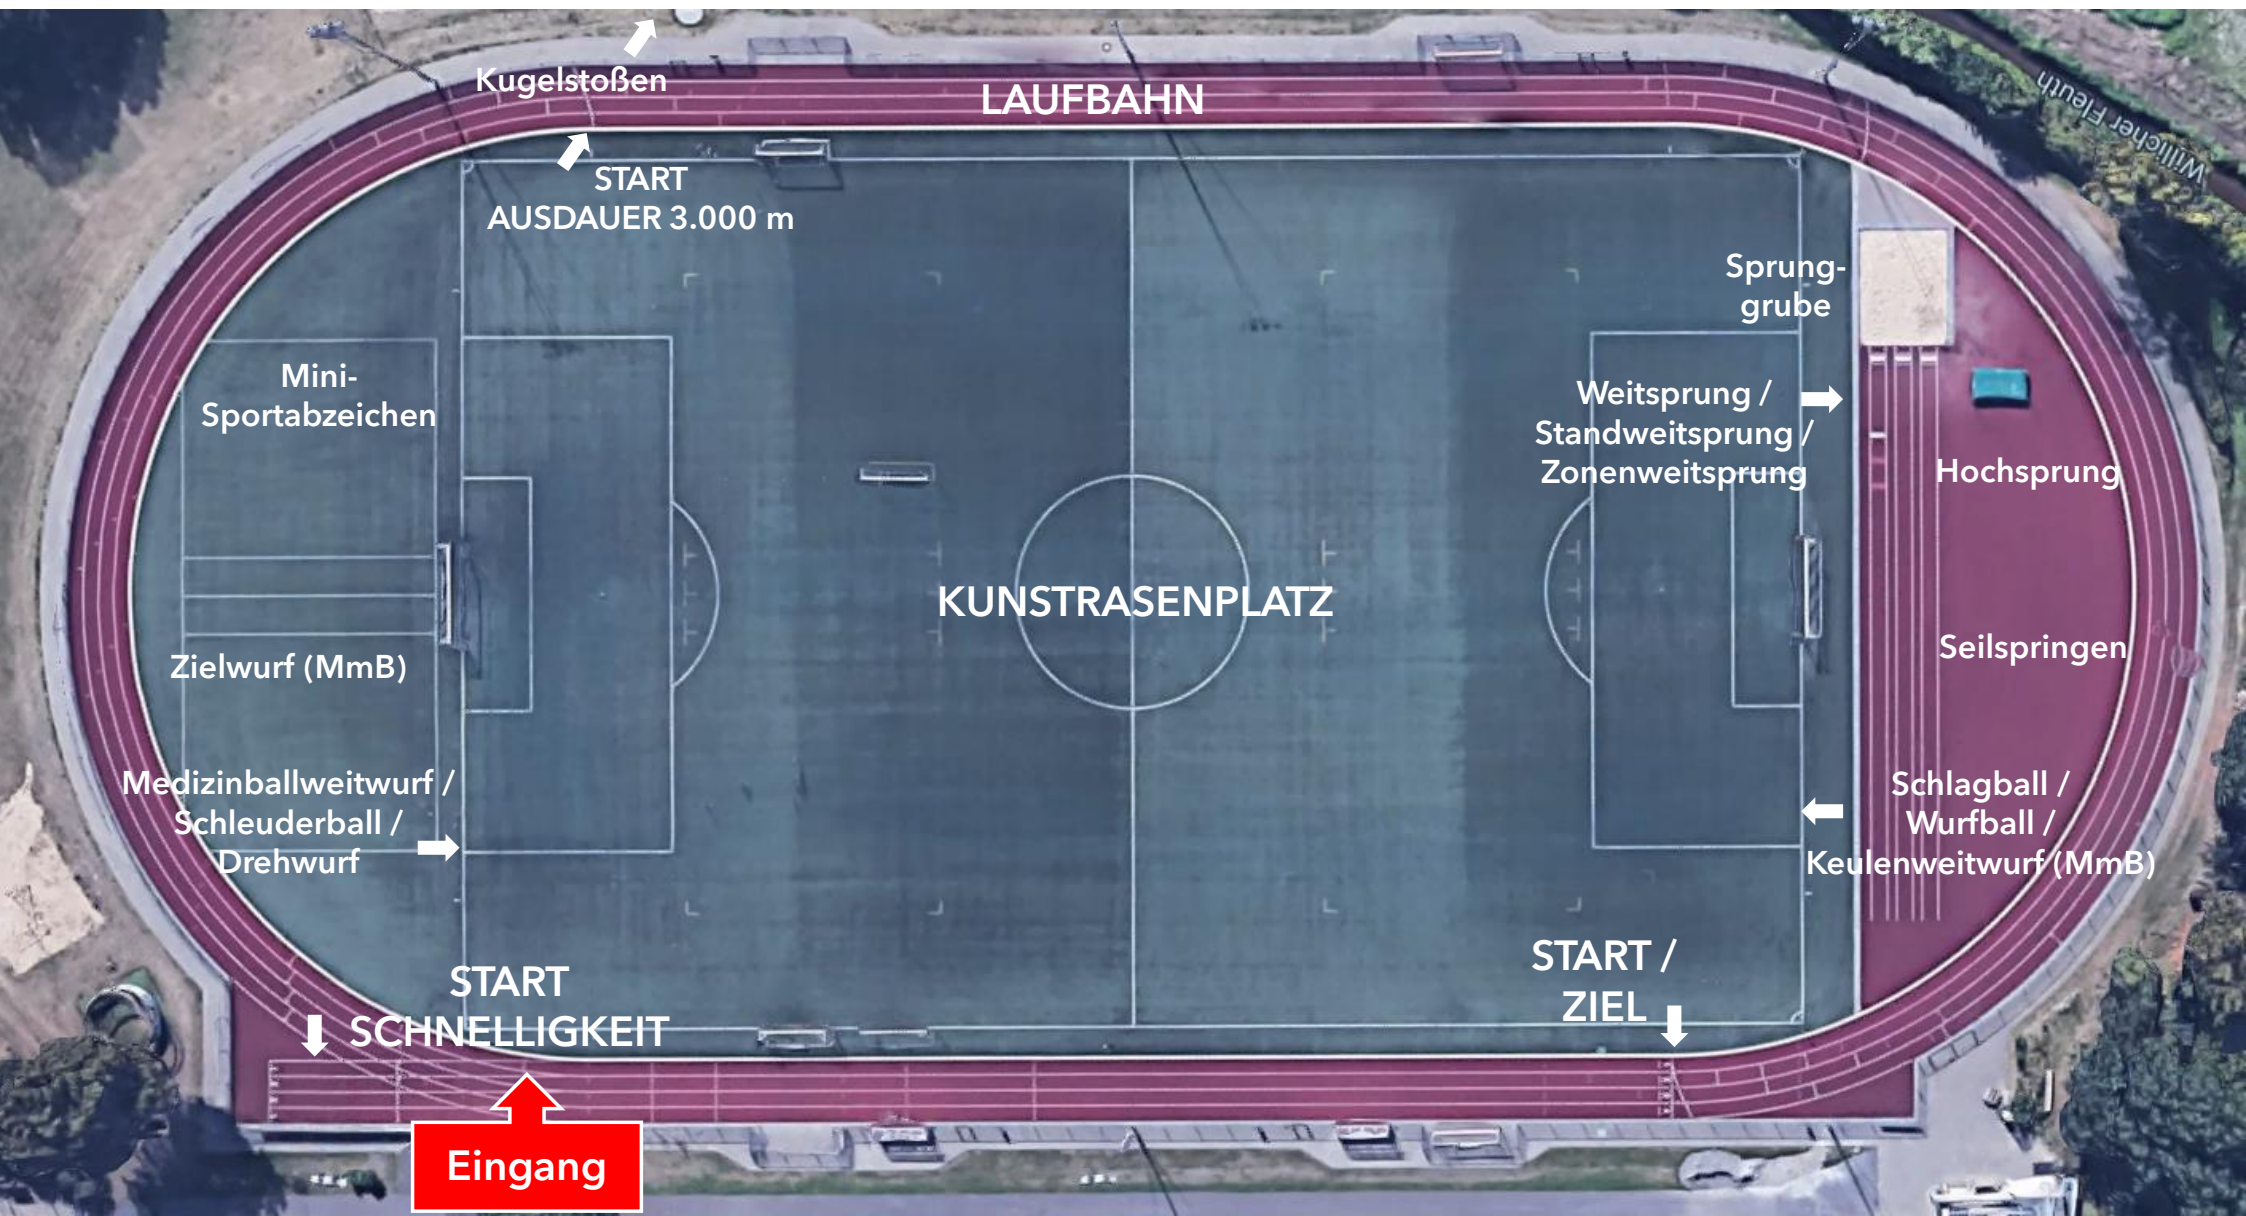 Kugelstoßen
LAUFBAHN
Willicher Fleuth
START
AUSDAUER 3.000 m
Sprung-
grube
Mini-
Sportabzeichen
Weitsprung /
Standweitsprung /
Zonenweitsprung
Hochsprung
KUNSTRASENPLATZ
Seilspringen
Zielwurf (MmB)
Medizinballweitwurf /
Schleuderball /
Drehwurf
Schlagball /
Wurfball /
Keulenweitwurf (MmB)
START
SCHNELLIGKEIT
START /
ZIEL
Eingang